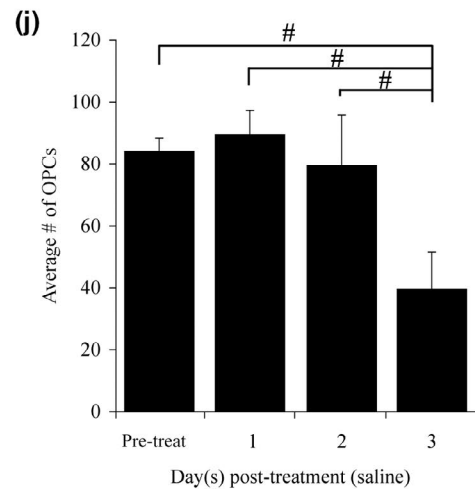 (j)
120
#
#
100
#
80
60
40
20
0
Average # of OPCs
Pre-treat 1 2 3
Day(s) post-treatment (saline)